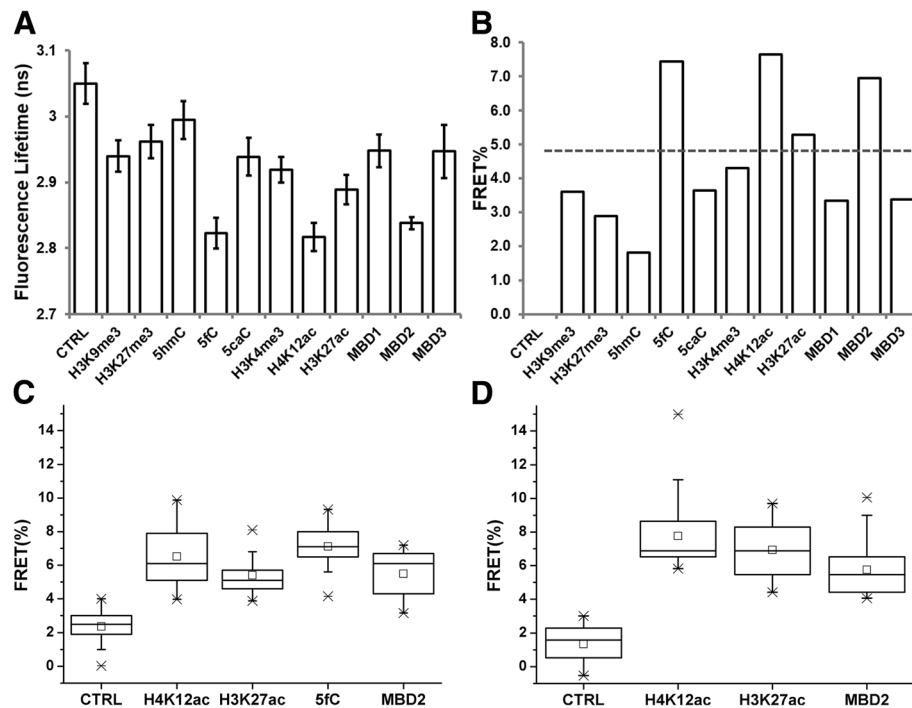 A
Fluorescence Lifetime (ns)
3.1
3
2.9
2.8
2.7
CTRL
H3K9me3
H3K27me3
5hmC
5fC
5caC
H3K4me3
H4K12ac
H3K27ac
MBD1
MBD2
MBD3
B
FRET%
8.0
7.0
6.0
5.0
4.0
3.0
2.0
1.0
0.0
CTRL
H3K9me3
H3K27me3
5hmC
5fC
5caC
H3K4me3
H4K12ac
H3K27ac
MBD1
MBD2
MBD3
C
FRET(%)
14
12
10
8
6
4
2
0
CTRL H4K12ac H3K27ac 5fC MBD2
D
FRET(%)
14
12
10
8
6
4
2
0
CTRL H4K12ac H3K27ac MBD2